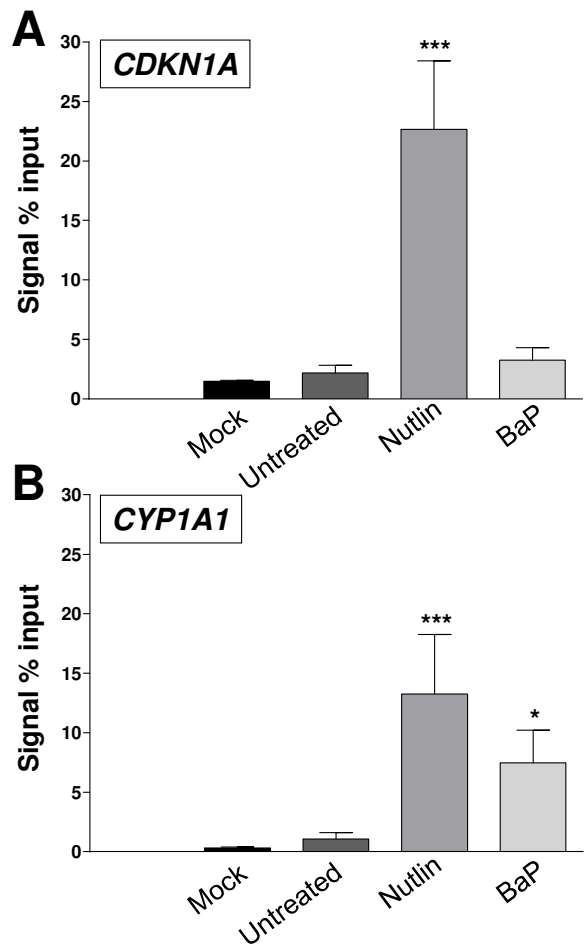 A
CDKN1A
***
Signal % input
30
25
20
15
10
5
0
Mock
Untreated
Nutlin
BaP
B
CYP1A1
***
*
Signal % input
30
25
20
15
10
5
0
Mock
Untreated
Nutlin
BaP